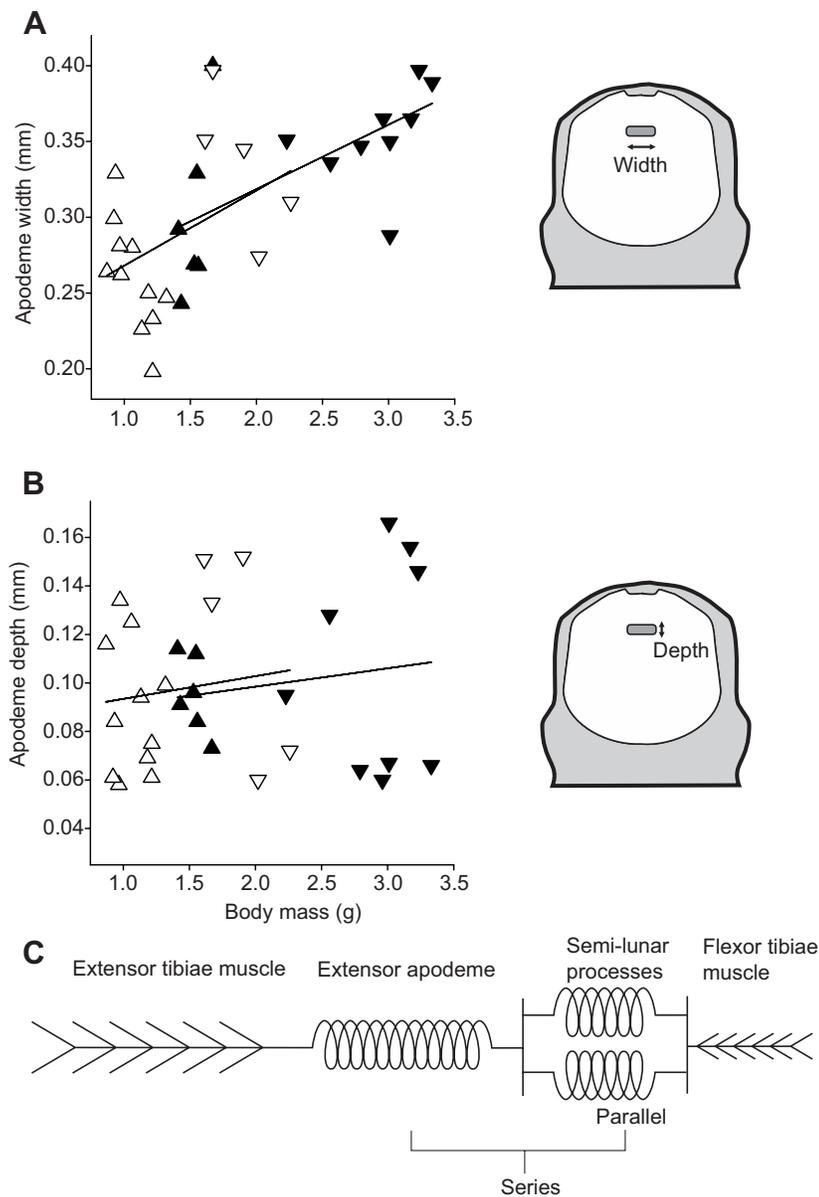 A
Apodeme width (mm)
0.40
0.35
0.30
0.25
0.20
1.0 1.5 2.0 2.5 3.0 3.5
Width
B
Apodeme depth (mm)
0.16
0.14
0.12
0.10
0.08
0.06
0.04
1.0 1.5 2.0 2.5 3.0 3.5
Body mass (g)
Depth
C
Extensor tibiae muscle
Extensor apodeme
Semi-lunar
processes
Flexor tibiae
muscle
Parallel
Series